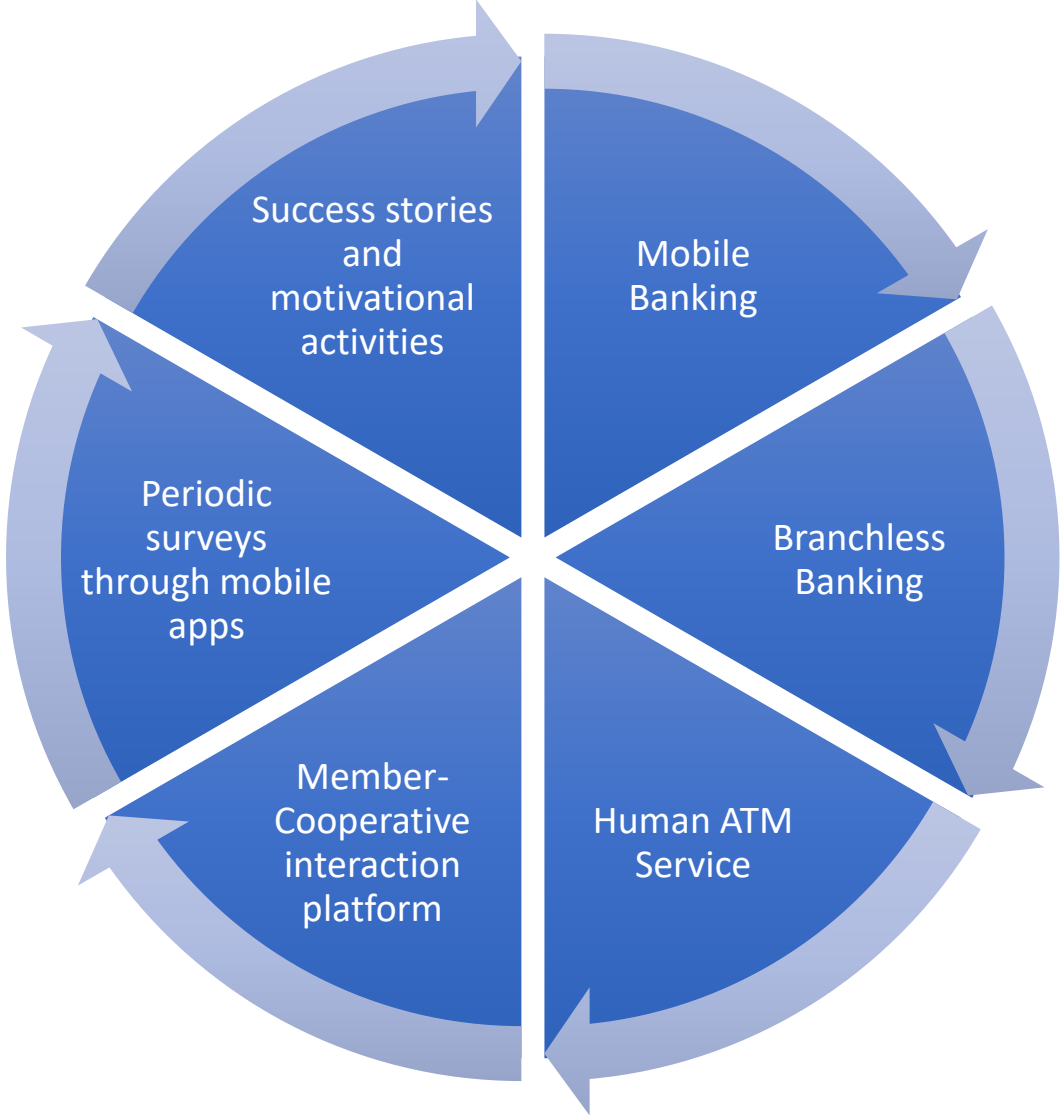 Success stories
and
motivational
activities
Mobile
Banking
Branchless
Banking
Human ATM
Service
Member-
Cooperative
interaction
platform
Periodic
surveys
through mobile
apps